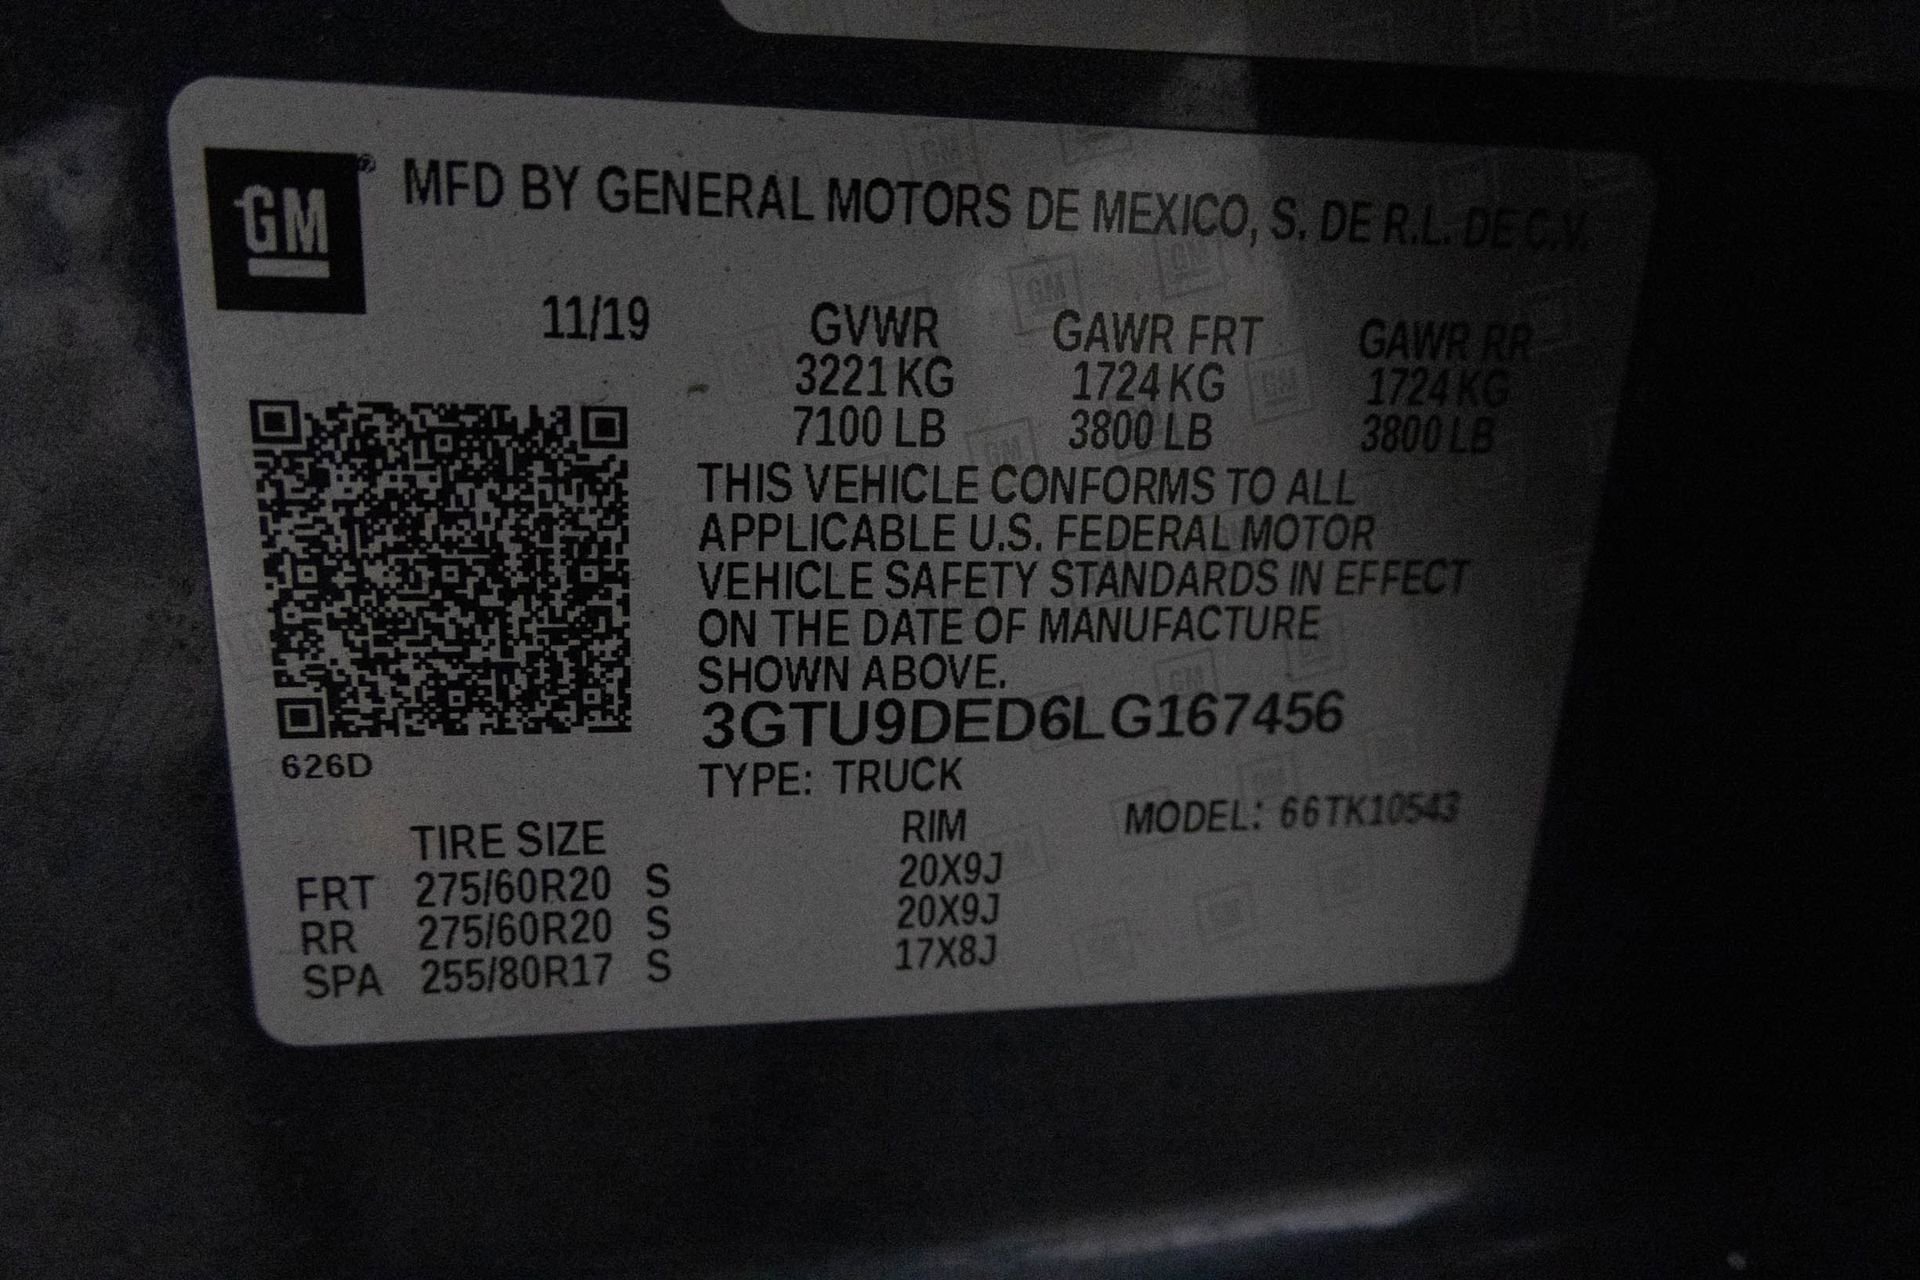 GM®
MFD BY GENERAL MOTORS DE MEXICO, S. DE R.L. DE C.V.
11/19
GVWR GAWR FRT GAWR RR
3221 KG 1724 KG 1724 KG
7100 LB 3800 LB 3800 LB
THIS VEHICLE CONFORMS TO ALL
APPLICABLE U.S. FEDERAL MOTOR
VEHICLE SAFETY STANDARDS IN EFFECT
ON THE DATE OF MANUFACTURE
SHOWN ABOVE.
3GTU9DED6LG167456
626D
TYPE: TRUCK
MODEL: 66TK10543
TIRE SIZE RIM
FRT 275/60R20 S 20X9J
RR 275/60R20 S 20X9J
SPA 255/80R17 S 17X8J